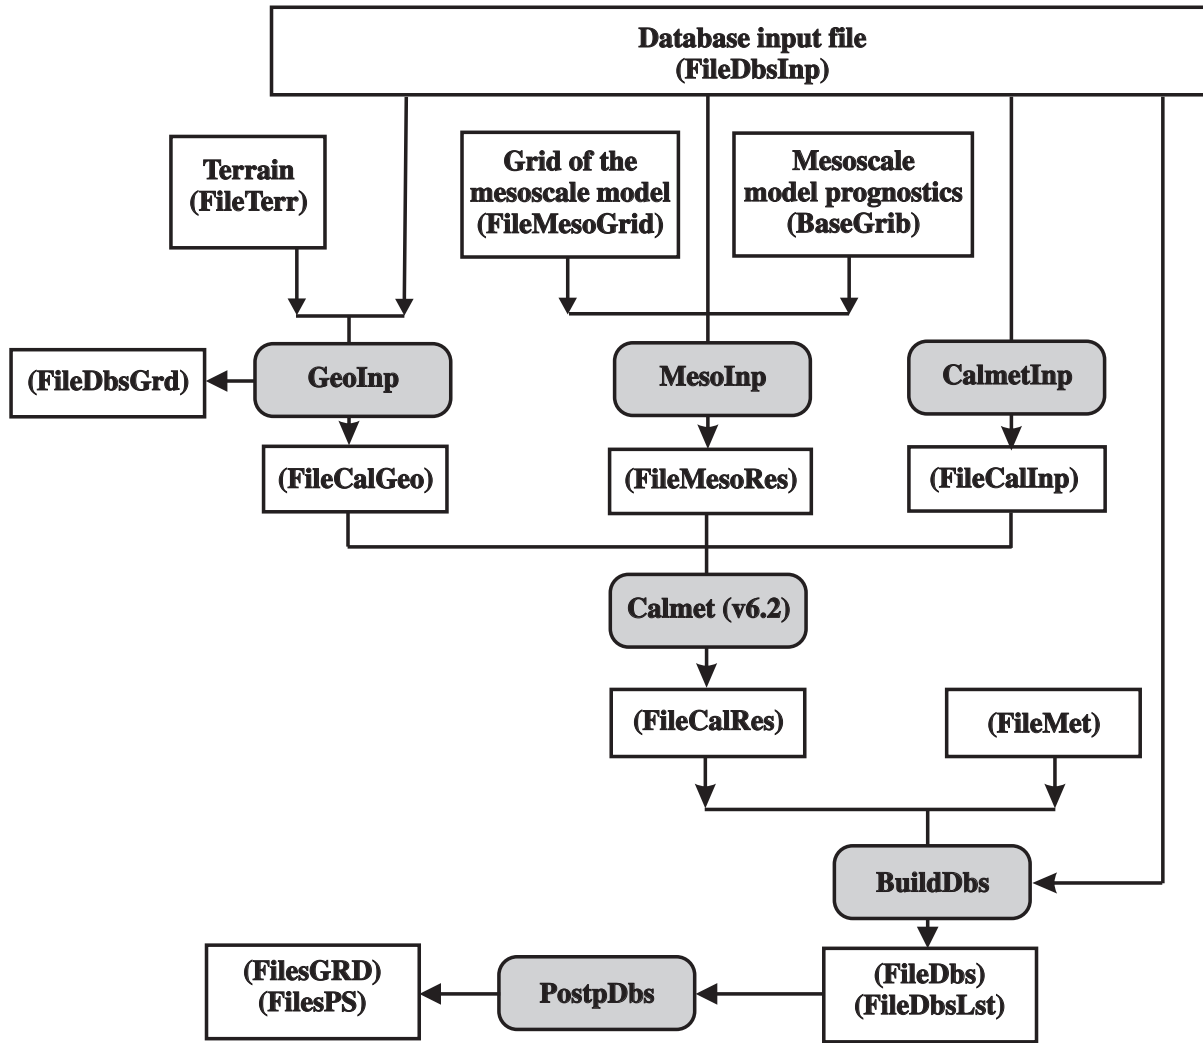 Database input file
(FileDbsInp)
Terrain
(FileTerr)
Grid of the
mesoscale model
(FileMesoGrid)
Mesoscale
model prognostics
(BaseGrib)
(FileDbsGrd)
GeoInp
MesoInp
CalmetInp
(FileCalGeo)
(FileMesoRes)
(FileCalInp)
Calmet (v6.2)
(FileCalRes)
(FileMet)
BuildDbs
(FilesGRD)
(FilesPS)
PostpDbs
(FileDbs)
(FileDbsLst)